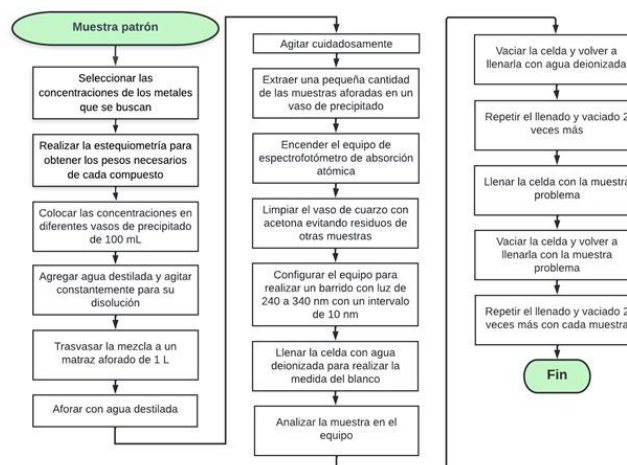 Muestra patrón
Seleccionar las
concentraciones de los metales
que se buscan
Realizar la estequiometría para
obtener los pesos necesarios
de cada compuesto
Colocar las concentraciones en
diferentes vasos de precipitado
de 100 mL
Agregar agua destilada y agitar
constantemente para su
disolución
Trasvasar la mezcla a un
matraz aforado de 1 L
Aforar con agua destilada
Agitar cuidadosamente
Extraer una pequeña cantidad
de las muestras aforadas en un
vaso de precipitado
Encender el equipo de
espectrofotómetro de absorción
atómica
Limpiar el vaso de cuarzo con
acetona evitando residuos de
otras muestras
Configurar el equipo para
realizar un barrido con luz de
240 a 340 nm con un intervalo
de 10 nm
Llenar la celda con agua
deionizada para realizar la
medida del blanco
Analizar la muestra en el
equipo
Vaciar la celda y volver a
llenarla con agua deionizada
Repetir el llenado y vaciado 2
veces más
Llenar la celda con la muestra
problema
Vaciar la celda y volver a
llenarla con la muestra
problema
Repetir el llenado y vaciado 2
veces más con cada muestra
Fin